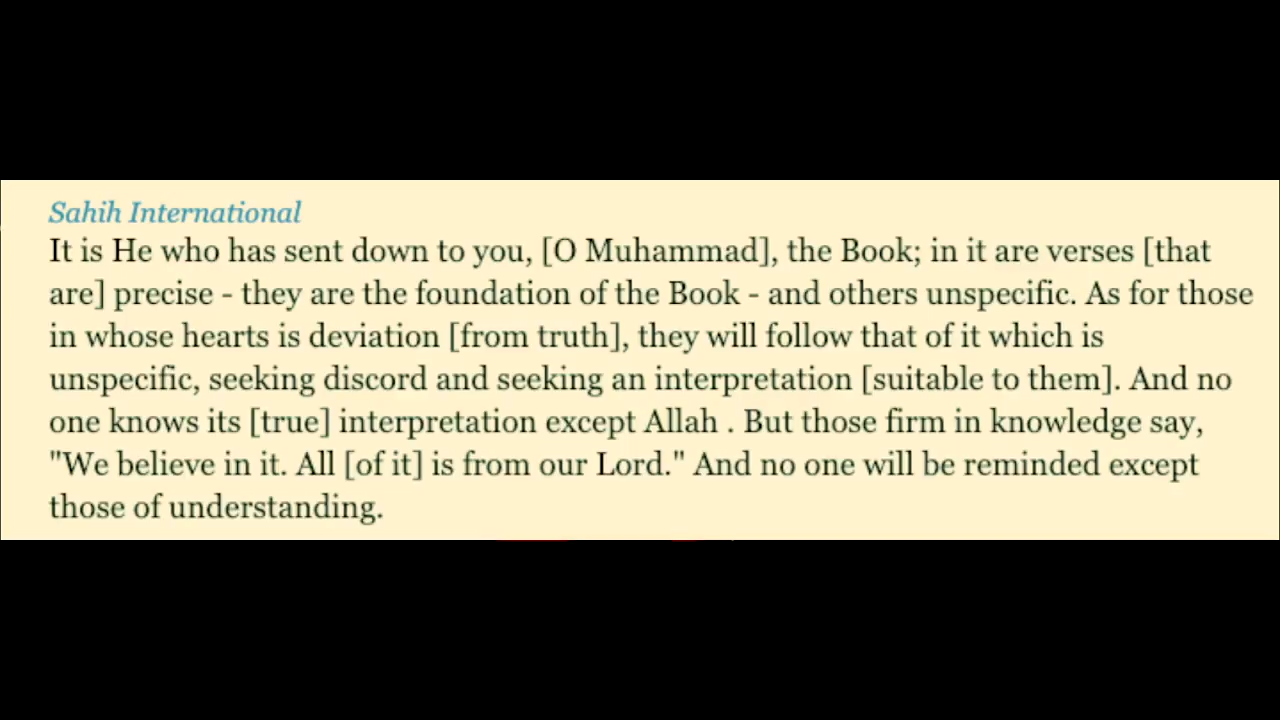 Sahih International
It is He who has sent down to you, [O Muhammad], the Book; in it are verses [that
are] precise - they are the foundation of the Book - and others unspecific. As for those
in whose hearts is deviation [from truth], they will follow that of it which is
unspecific, seeking discord and seeking an interpretation [suitable to them]. And no
one knows its [true] interpretation except Allah . But those firm in knowledge say,
"We believe in it. All [of it] is from our Lord." And no one will be reminded except
those of understanding.